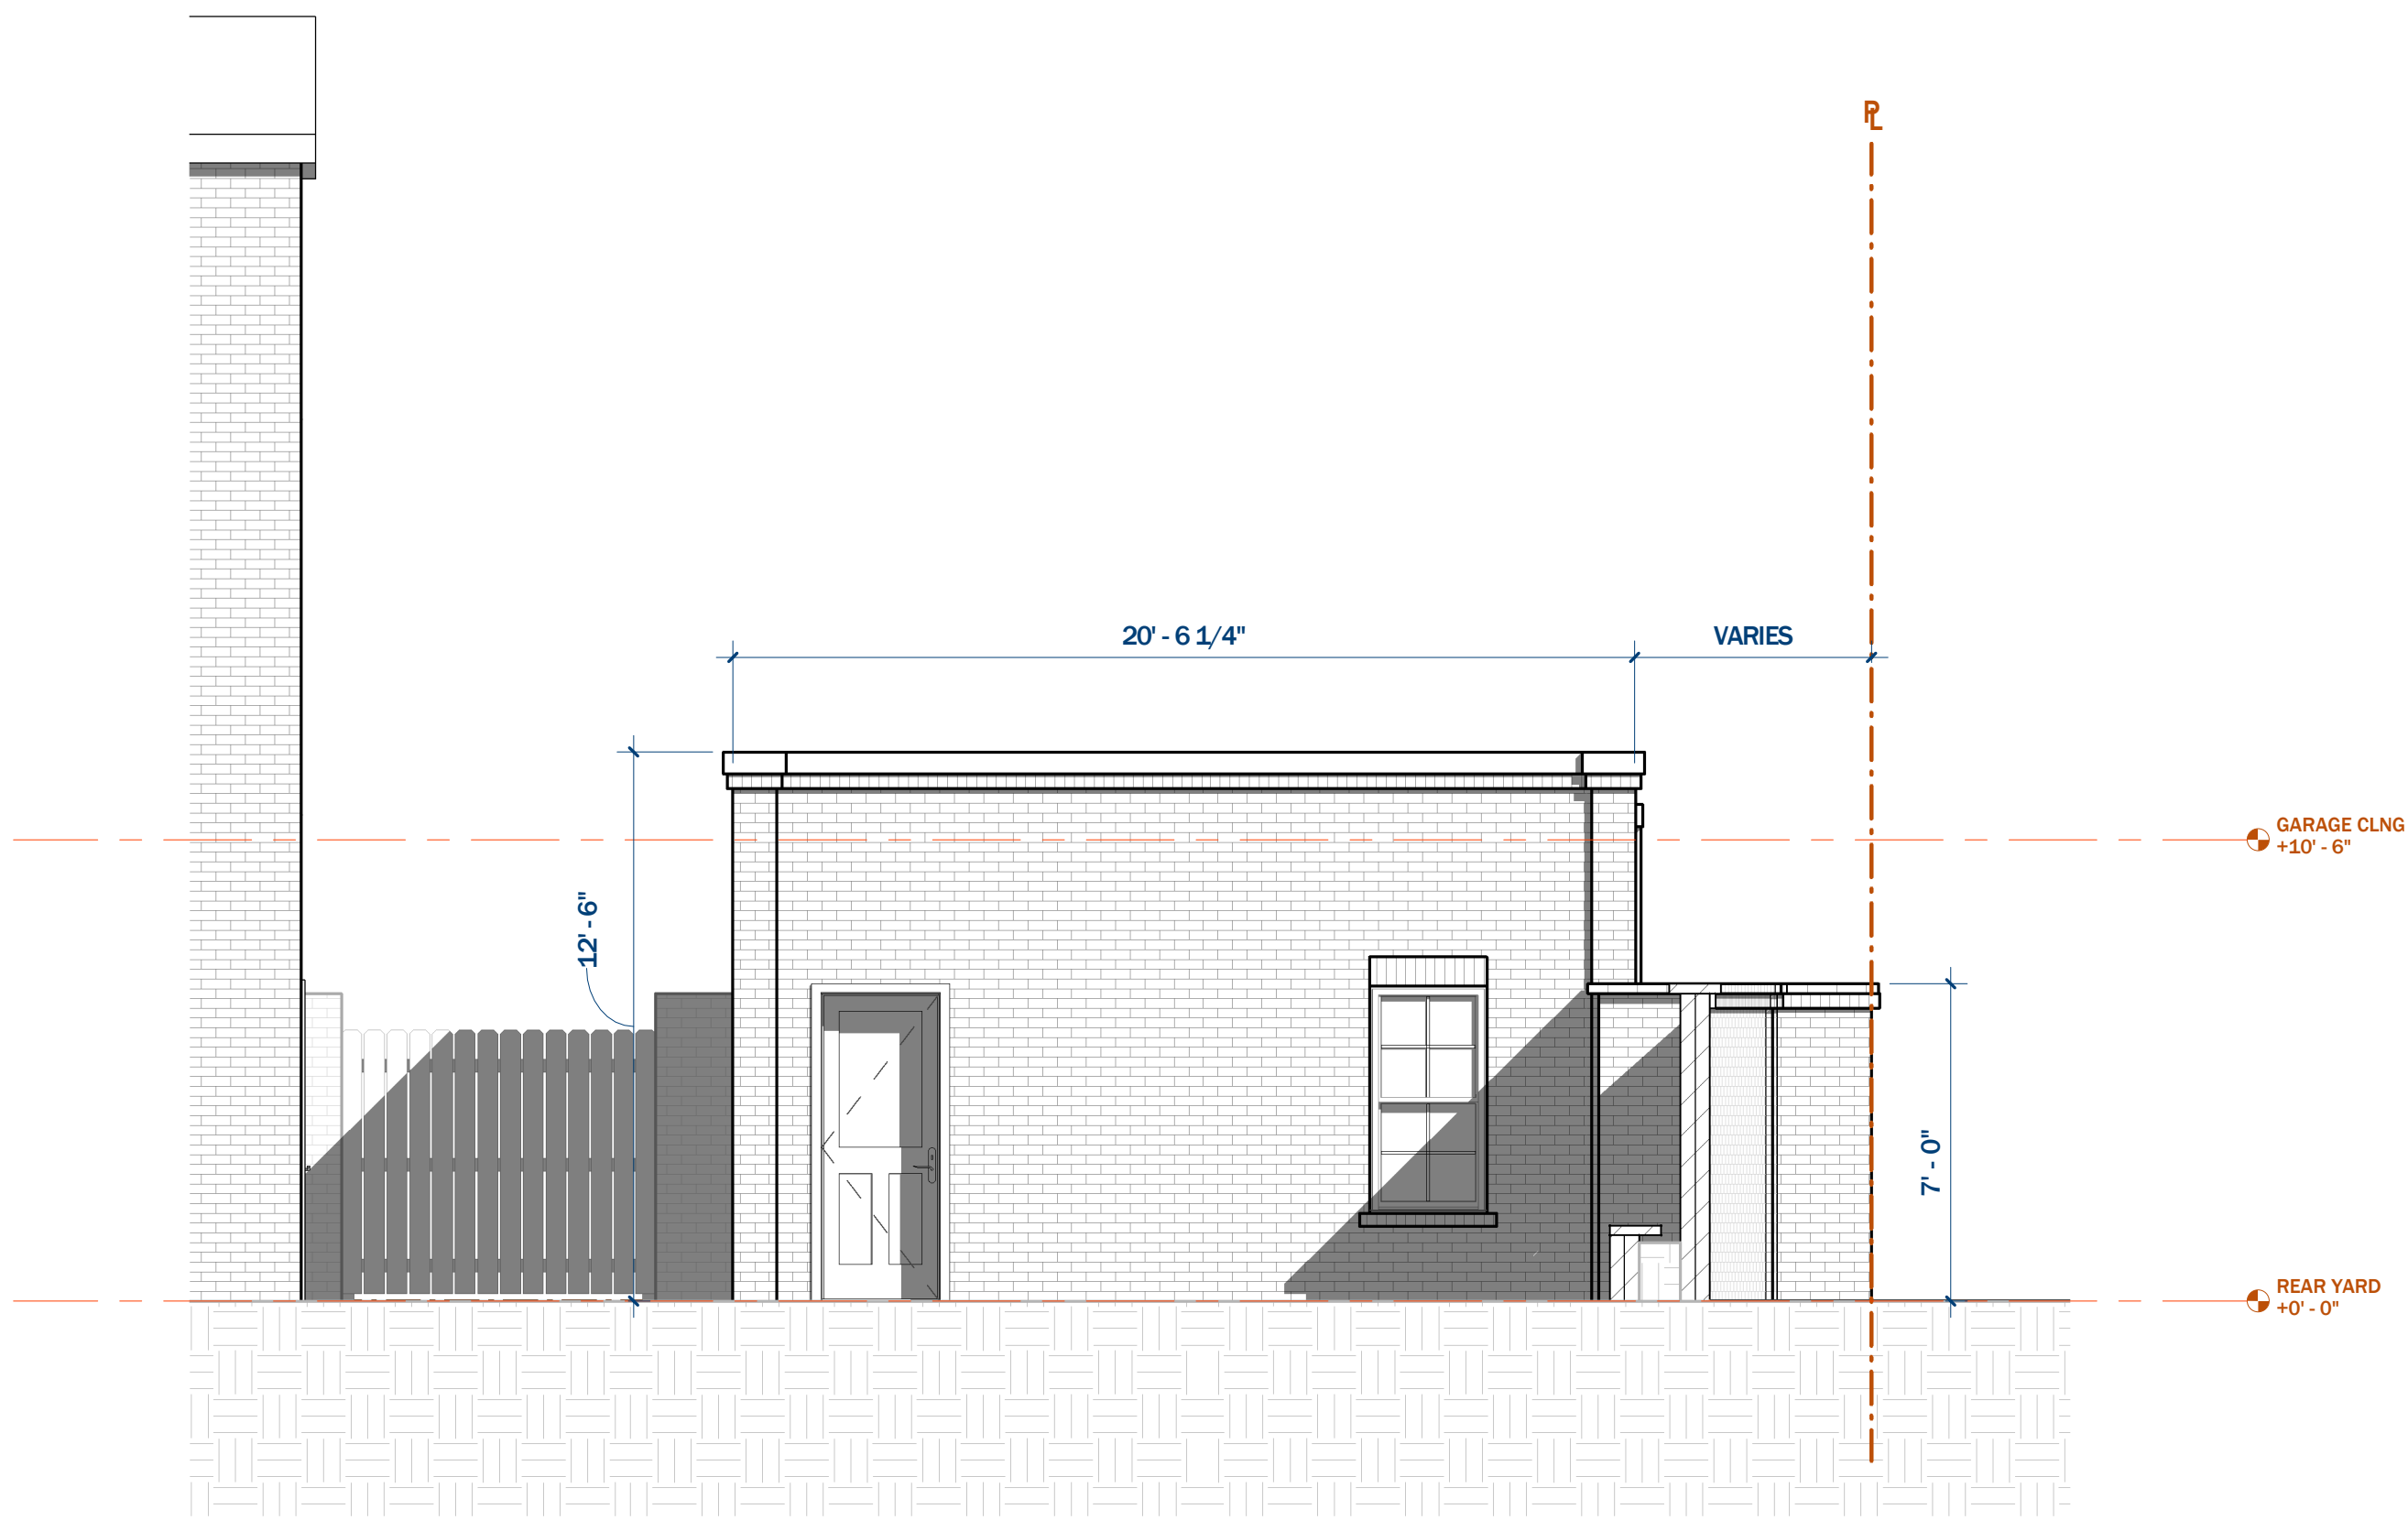 PL
20' - 6 1/4"
VARIES
GARAGE CLNG
+10' - 6"
12' - 6"
7' - 0"
REAR YARD
+0' - 0"